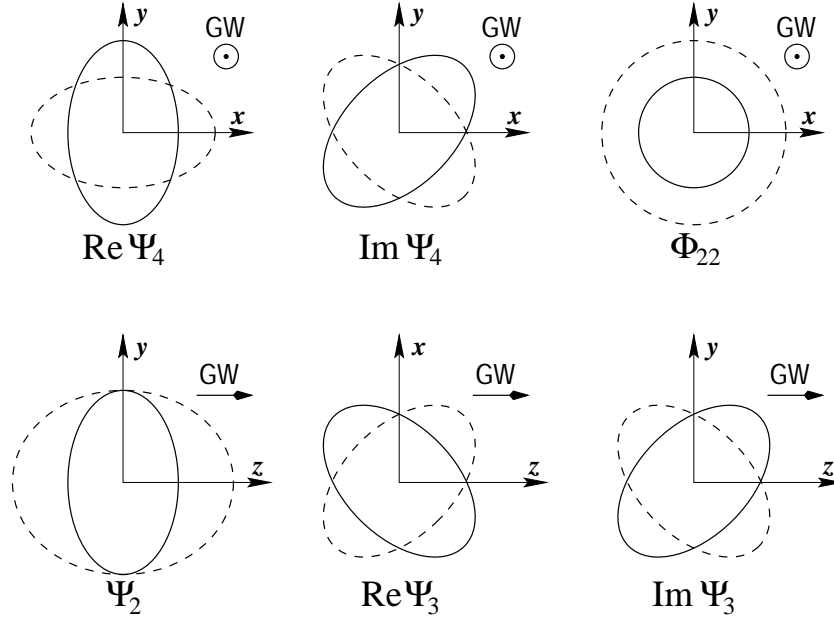 y GW x
Re Ψ4
y GW x
Im Ψ4
y GW x
Φ22
y GW z
Ψ2
x GW z
Re Ψ3
y GW z
Im Ψ3